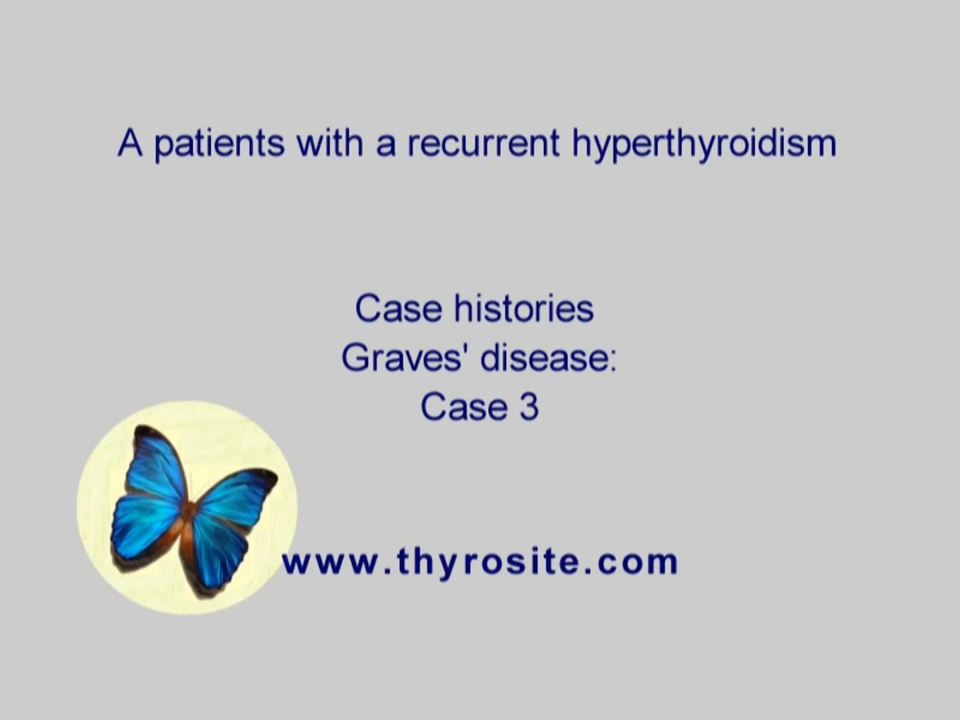 A patients with a recurrent hyperthyroidism
Case histories
Graves' disease:
Case 3
www.thyrosite.com